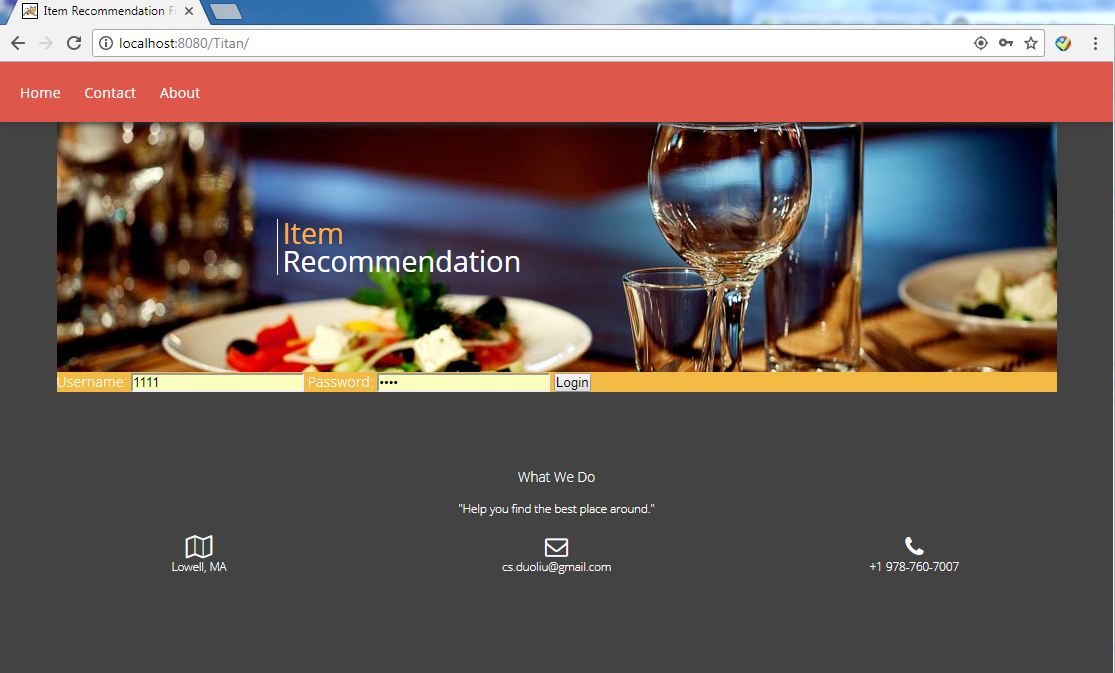 Item Recommendation F
localhost:8080/Titan/
Home Contact About
Item
Recommendation
Username: 1111 Password: •••• Login
What We Do
"Help you find the best place around."
Lowell, MA
cs.duoliu@gmail.com
+1 978-760-7007